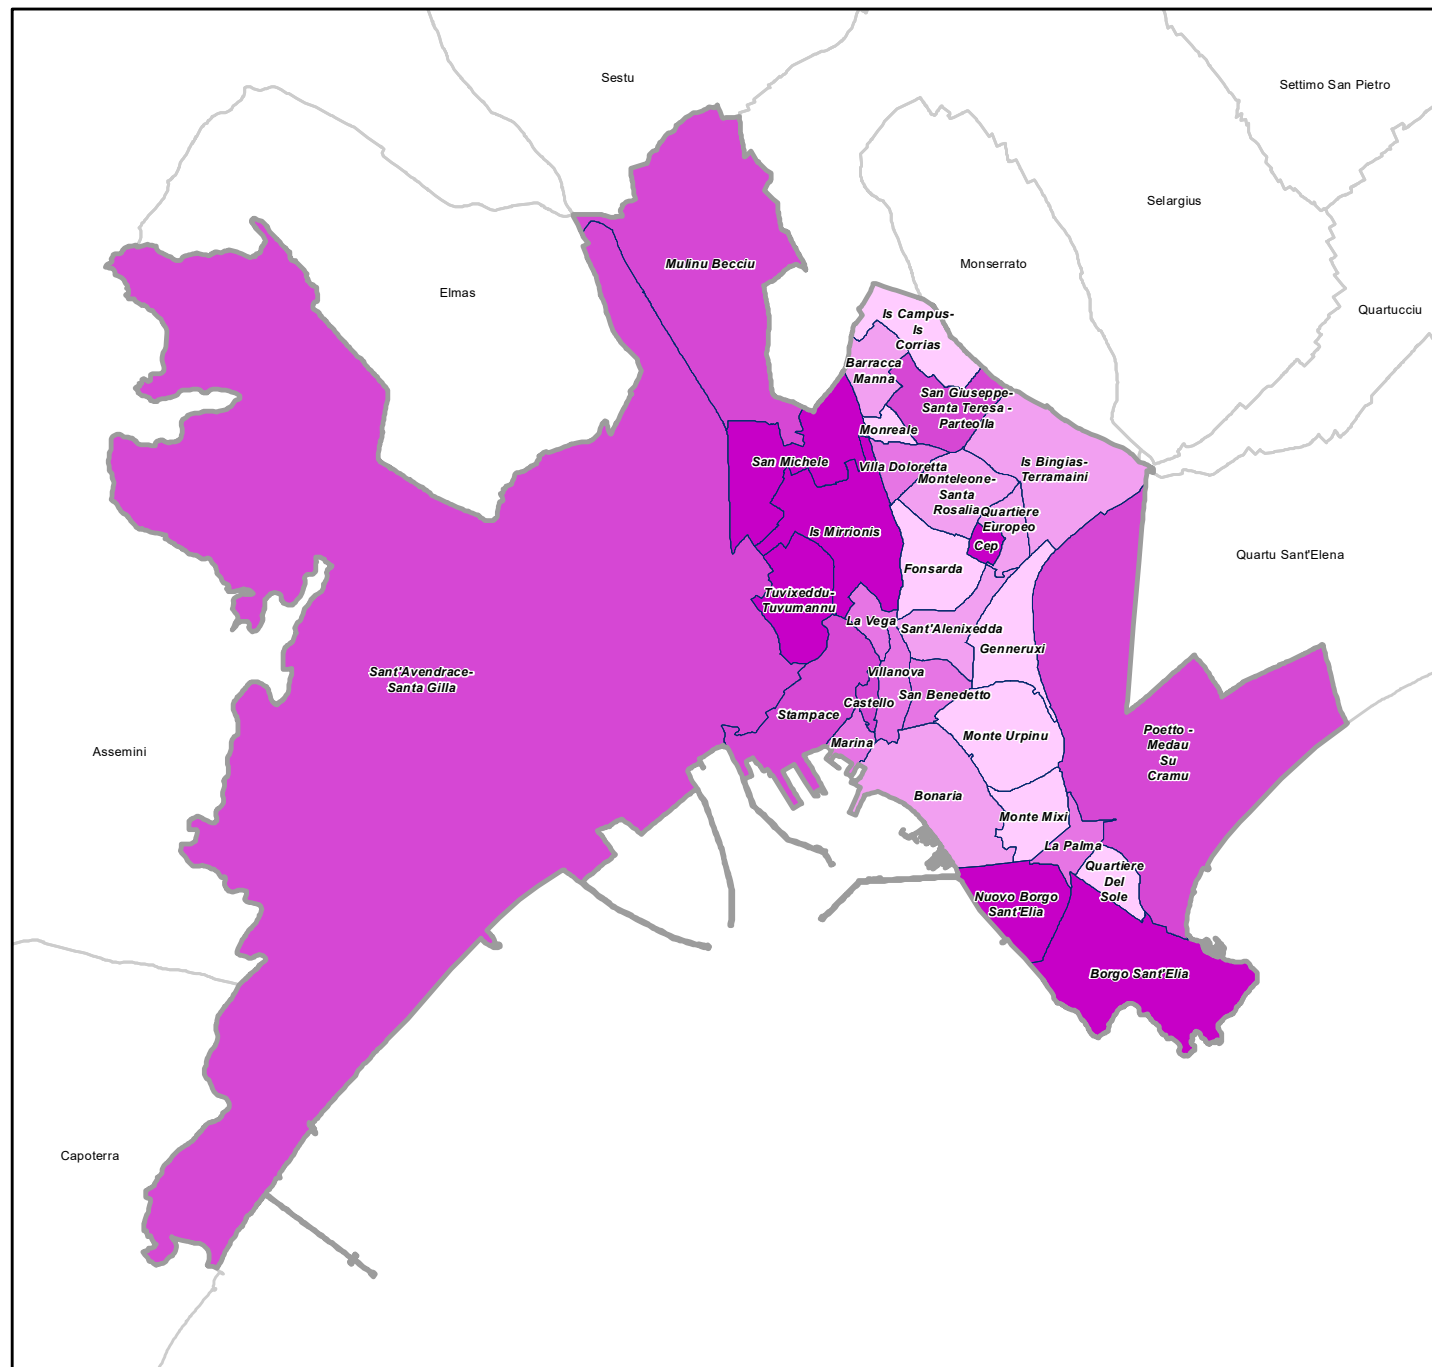 Sestu
Settimo San Pietro
Selargius
Mulinu Becciu
Monserrato
Elmas
Quartucciu
Is Campus-
Is
Corrias
Barracca
Manna
San Giuseppe-
Santa Teresa -
Parteolla
Monreale
San Michele
Villa Doloretta
Is Bingias-
Terramaini
Monteleone-
Santa
Rosalia
Quartiere
Europeo
Is Mirrionis
Cep
Quartu Sant'Elena
Fonsarda
Tuvixeddu-
Tuvumannu
La Vega
Sant'Alenixedda
Genneruxi
Sant'Avendrace-
Santa Gilla
Villanova
San Benedetto
Castello
Stampace
Marina
Monte Urpinu
Poetto -
Medau
Su
Cramu
Assemini
Bonaria
Monte Mixi
La Palma
Quartiere
Del
Sole
Nuovo Borgo
Sant'Elia
Borgo Sant'Elia
Capoterra